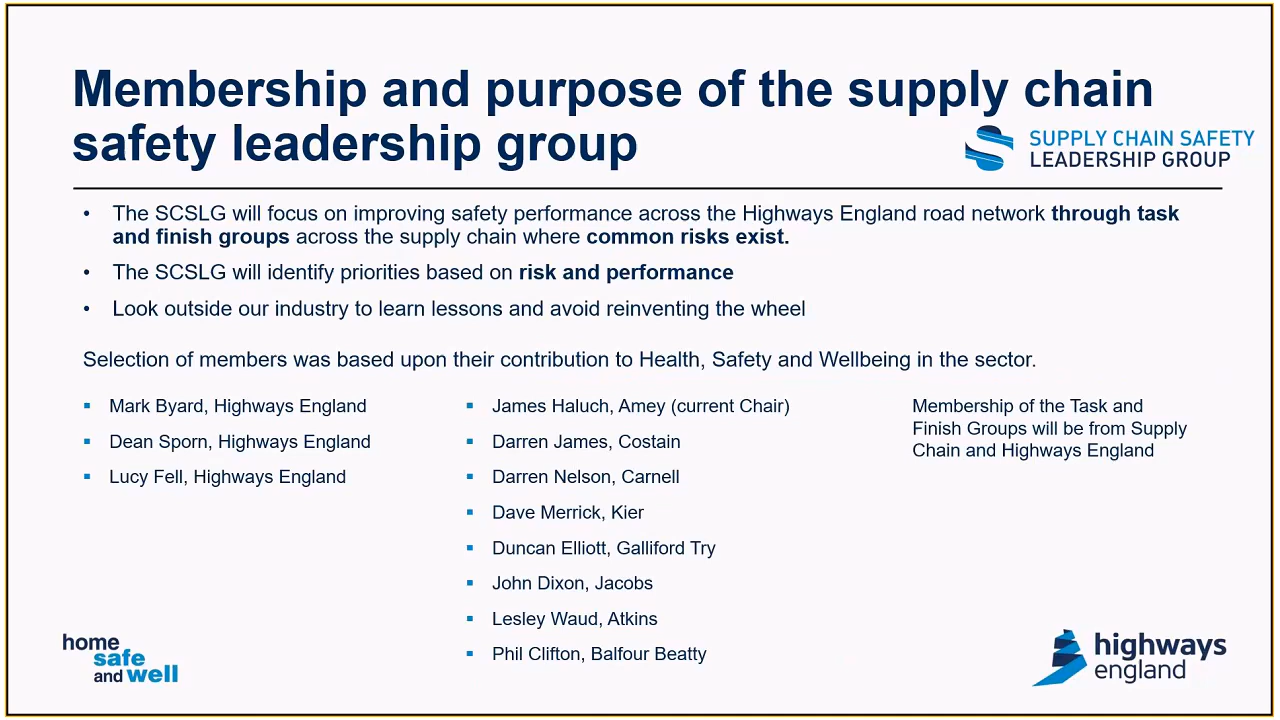 Membership and purpose of the supply chain
safety leadership group
SUPPLY CHAIN SAFETY
LEADERSHIP GROUP
• The SCSLG will focus on improving safety performance across the Highways England road network through task
and finish groups across the supply chain where common risks exist.
• The SCSLG will identify priorities based on risk and performance
• Look outside our industry to learn lessons and avoid reinventing the wheel
Selection of members was based upon their contribution to Health, Safety and Wellbeing in the sector.
▪ Mark Byard, Highways England
▪ Dean Sporn, Highways England
▪ Lucy Fell, Highways England
▪ James Haluch, Amey (current Chair)
▪ Darren James, Costain
▪ Darren Nelson, Carnell
▪ Dave Merrick, Kier
▪ Duncan Elliott, Galliford Try
▪ John Dixon, Jacobs
▪ Lesley Waud, Atkins
▪ Phil Clifton, Balfour Beatty
Membership of the Task and
Finish Groups will be from Supply
Chain and Highways England
home
safe
and well
highways
england